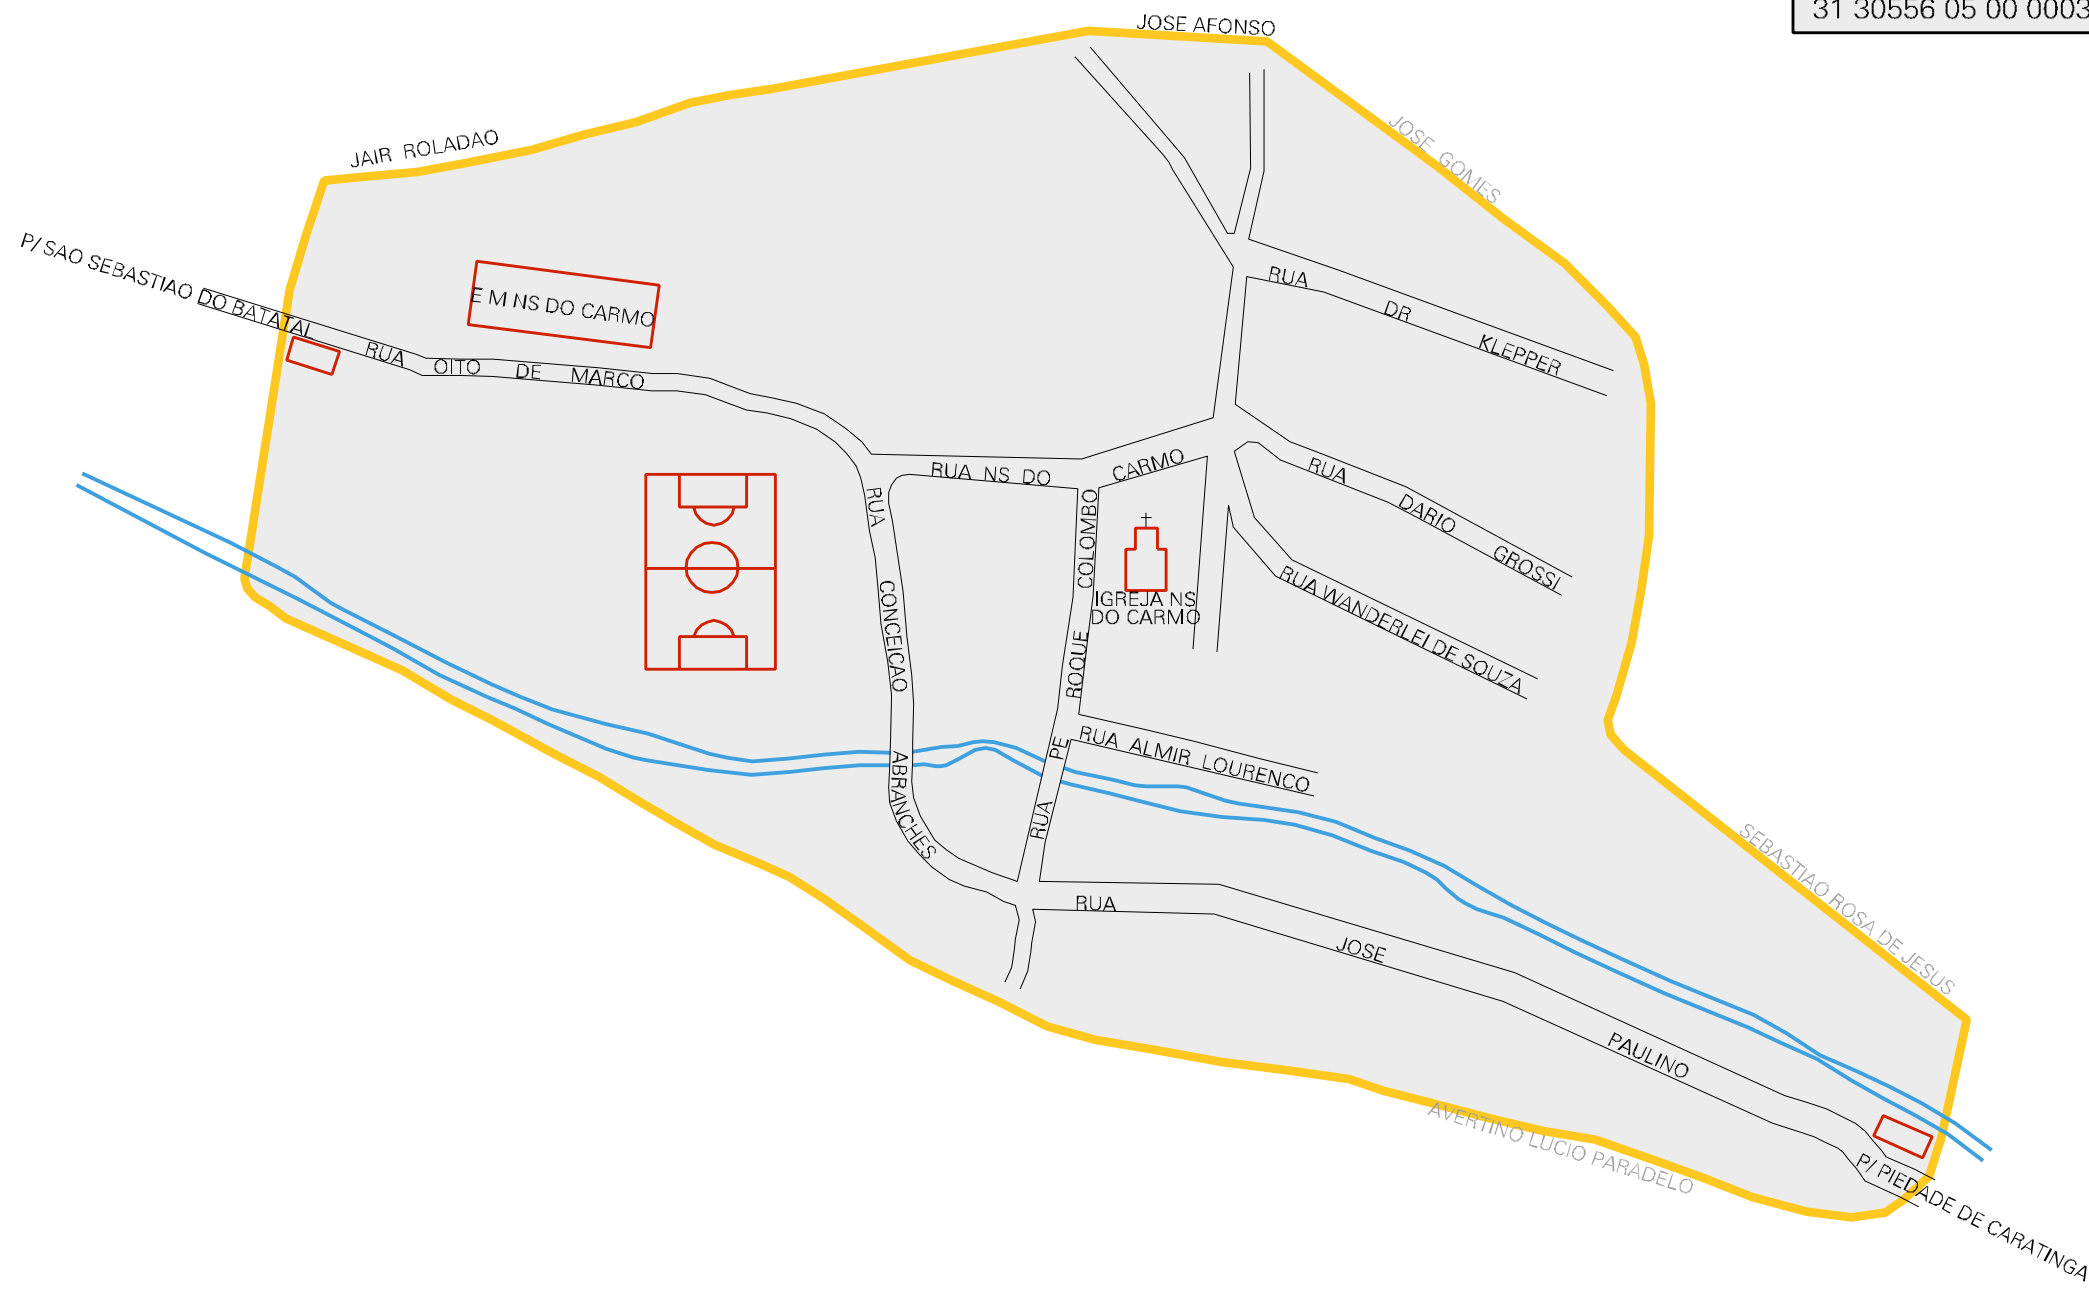 31 30556 05 00 0003
JOSE AFONSO
JOSE GOMES
JAIR ROLADAO
P/ SAO SEBASTIAO DO BATATAL
E M NS DO CARMO
RUA DR KLEPPER
RUA OITO DE MARCO
RUA NS DO CARMO
RUA DARIO GROSSI
RUA CONCEICAO ABRANCHES
RUA PE ROQUE COLOMBO
IGREJA NS
DO CARMO
RUA WANDERLEI DE SOUZA
RUA ALMIR LOURENCO
SEBASTIAO ROSA DE JESUS
RUA JOSE PAULINO
AVERTINO LUCIO PARADELO
P/ PIEDADE DE CARATINGA